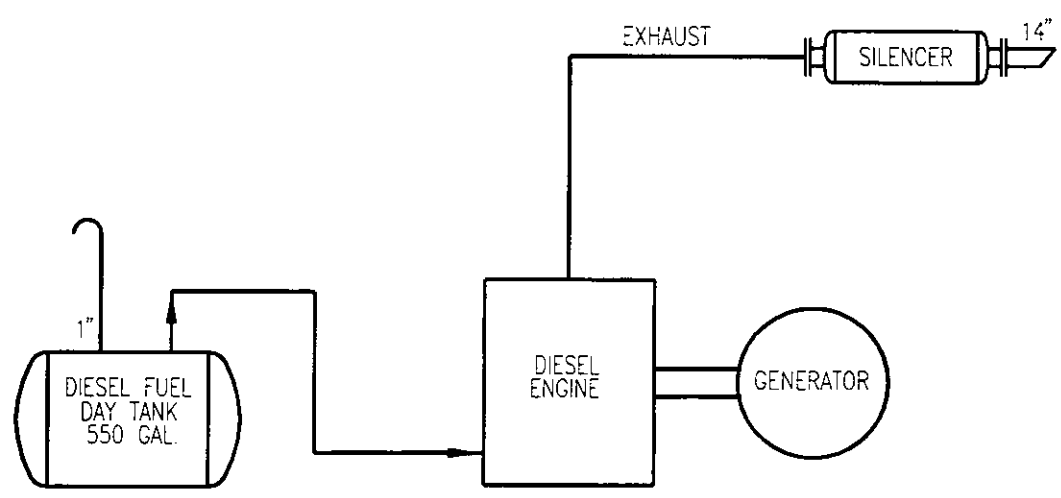 EXHAUST
14"
SILENCER
1"
DIESEL FUEL
DAY TANK
550 GAL.
DIESEL
ENGINE
GENERATOR